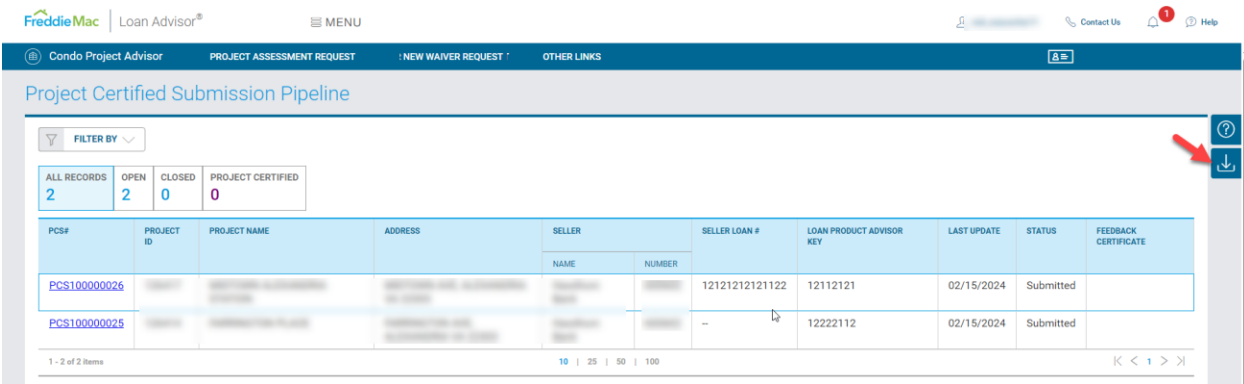 FreddieMac Loan Advisor® MENU Contact Us 1 Help
Condo Project Advisor PROJECT ASSESSMENT REQUEST NEW WAIVER REQUEST OTHER LINKS
Project Certified Submission Pipeline
FILTER BY
ALL RECORDS OPEN CLOSED PROJECT CERTIFIED
2 2 0 0
PCS# PROJECT ID PROJECT NAME ADDRESS SELLER SELLER LOAN # LOAN PRODUCT ADVISOR KEY LAST UPDATE STATUS FEEDBACK CERTIFICATE
NAME NUMBER
PCS100000026 12121212121122 12112121 02/15/2024 Submitted
PCS100000025 -- 12222112 02/15/2024 Submitted
1 - 2 of 2 Items 10 | 25 | 50 | 100 1